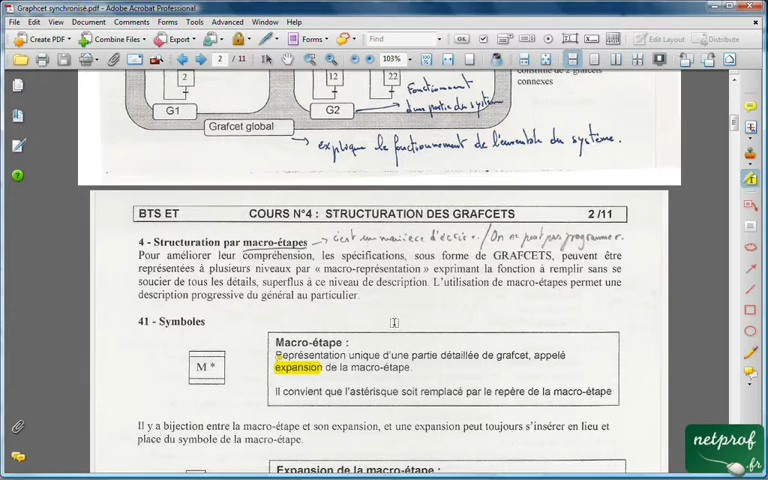 Graphcet synchronisé.pdf - Adobe Acrobat Professional
File Edit View Document Comments Forms Tools Advanced Window Help
Create PDF Combine Files Export Forms Find OK Edit Layout Distribute
2 / 11 103%
constitué de 2 grafcets
connexes
2 12 22
Fonctionnement
d'une partie du système
G1 G2
Grafcet global
explique le fonctionnement de l'ensemble du système.
BTS ET COURS N°4 : STRUCTURATION DES GRAFCETS 2 /11
4 - Structuration par macro-étapes → c'est une manière d'écrire. / On ne peut pas programmer.
Pour améliorer leur compréhension, les spécifications, sous forme de GRAFCETS, peuvent être
représentées à plusieurs niveaux par « macro-représentation » exprimant la fonction à remplir sans se
soucier de tous les détails, superflus à ce niveau de description. L'utilisation de macro-étapes permet une
description progressive du général au particulier.
41 - Symboles
M *
Macro-étape :
Représentation unique d'une partie détaillée de grafcet, appelé
expansion de la macro-étape.
Il convient que l'astérisque soit remplacé par le repère de la macro-étape
Il y a bijection entre la macro-étape et son expansion, et une expansion peut toujours s'insérer en lieu et
place du symbole de la macro-étape.
Expansion de la macro-étape :
netprof
.fr